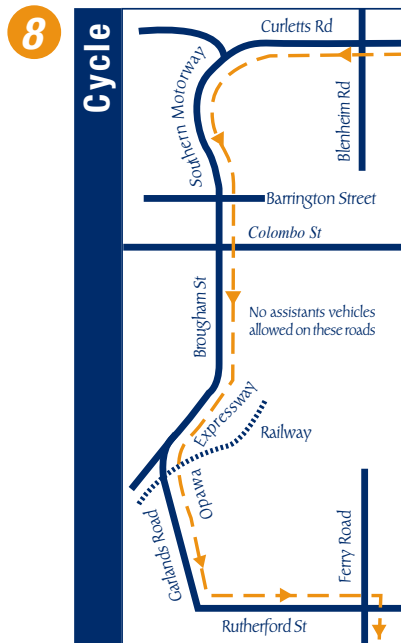 8
Cycle
Curletts Rd
Southern Motorway
Blenheim Rd
Barrington Street
Colombo St
Brougham St
No assistants vehicles
allowed on these roads
Expressway
Railway
Opawa
Garlands Road
Ferry Road
Rutherford St